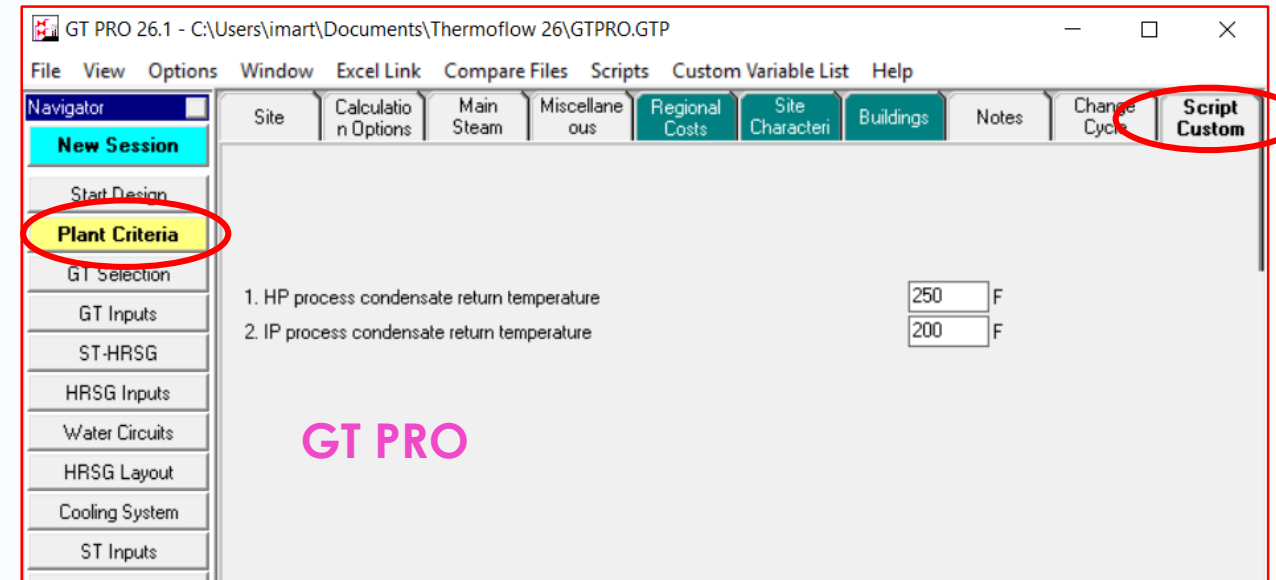 GT PRO 26.1 - C:\Users\imart\Documents\Thermoflow 26\GTPRO.GTP
File View Options Window Excel Link Compare Files Scripts Custom Variable List Help
Navigator
New Session
Start Design
Plant Criteria
GT Selection
GT Inputs
ST-HRSG
HRSG Inputs
Water Circuits
HRSG Layout
Cooling System
ST Inputs
Site
Calculatio
n Options
Main
Steam
Miscellane
ous
Regional
Costs
Site
Characteri
Buildings
Notes
Change
Cycle
Script
Custom
1. HP process condensate return temperature 250 F
2. IP process condensate return temperature 200 F
GT PRO